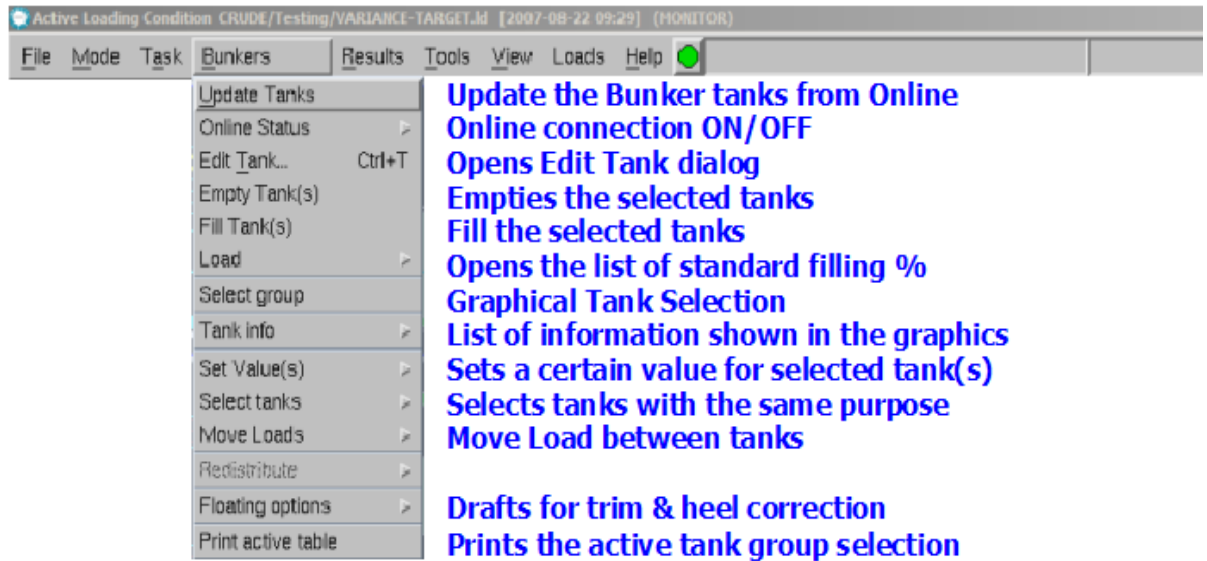 Active Loading Condition CRUDE/Testing/VARIANCE-TARGET.ld [2007-08-22 09:29] (MONITOR)
File Mode Task Bunkers Results Tools View Loads Help
Update Tanks Update the Bunker tanks from Online
Online Status Online connection ON/OFF
Edit Tank... Ctrl+T Opens Edit Tank dialog
Empty Tank(s) Empties the selected tanks
Fill Tank(s) Fill the selected tanks
Load Opens the list of standard filling %
Select group Graphical Tank Selection
Tank info List of information shown in the graphics
Set Value(s) Sets a certain value for selected tank(s)
Select tanks Selects tanks with the same purpose
Move Loads Move Load between tanks
Redistribute
Floating options Drafts for trim & heel correction
Print active table Prints the active tank group selection